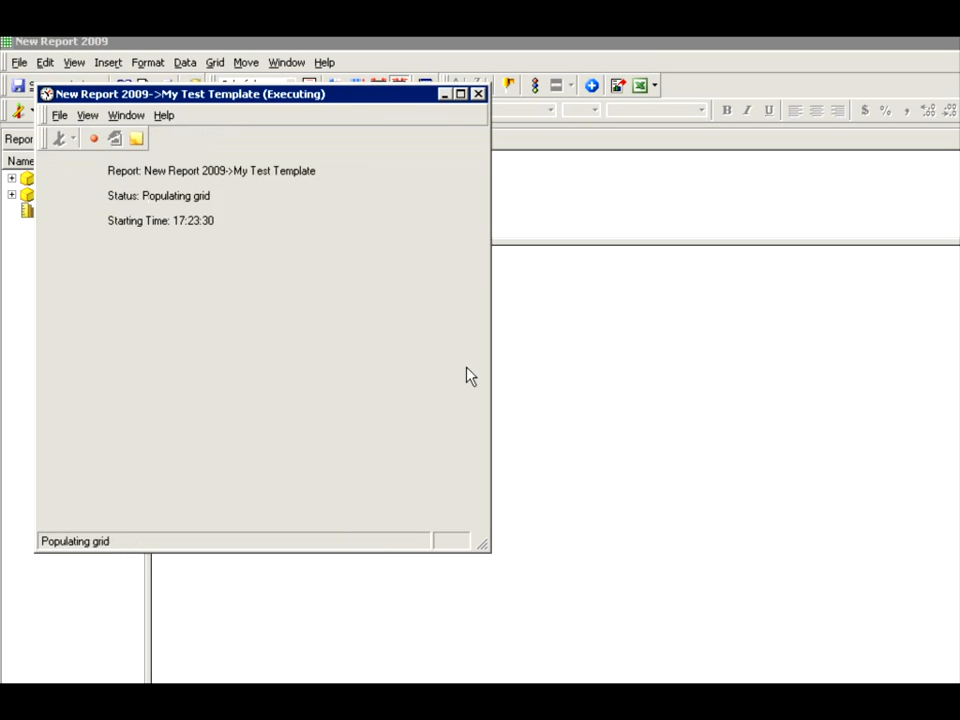 New Report 2009
File Edit View Insert Format Data Grid Move Window Help
New Report 2009->My Test Template (Executing)
File View Window Help
B I U $ % ,
Repor
Name
Report: New Report 2009->My Test Template
Status: Populating grid
Starting Time: 17:23:30
Populating grid